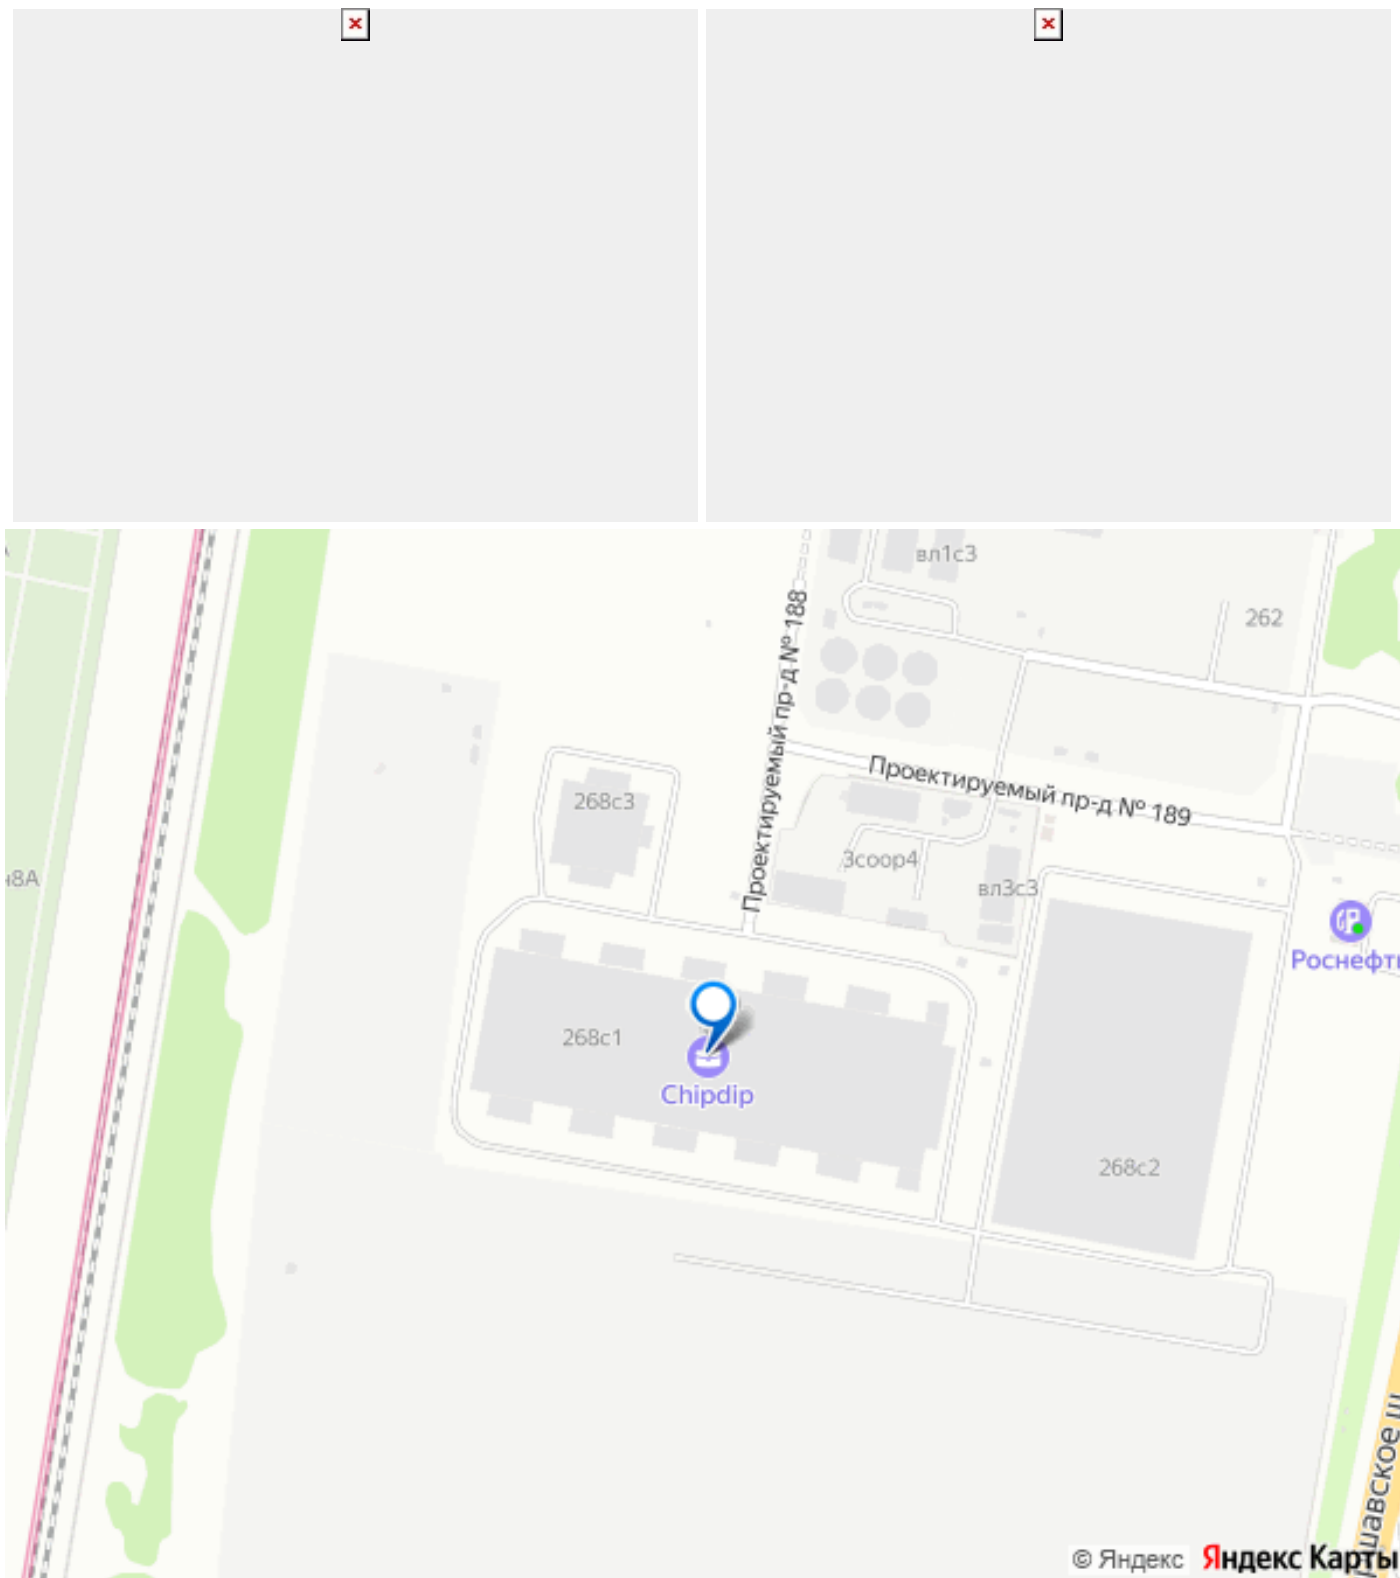 вл1с3
262
Проектируемый пр-д № 188
Проектируемый пр-д № 189
268с3
3соор4
вл3с3
Роснефть
268с1
Chipdip
268с2
© Яндекс
Яндекс Карты